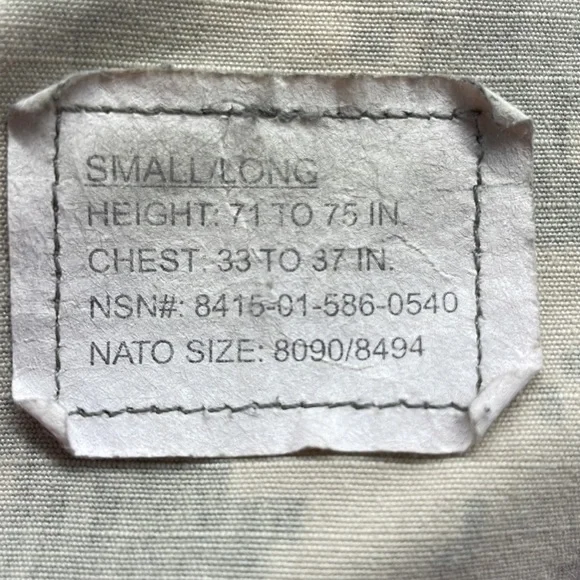 SMALL/LONG
HEIGHT: 71 TO 75 IN.
CHEST: 33 TO 37 IN.
NSN#: 8415-01-586-0540
NATO SIZE: 8090/8494